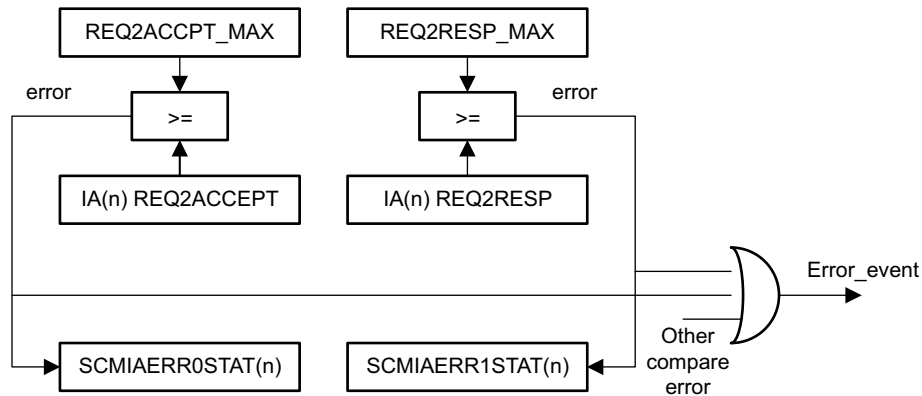 REQ2ACCPT_MAX
REQ2RESP_MAX
error
>=
>=
error
IA(n) REQ2ACCEPT
IA(n) REQ2RESP
Error_event
Other
compare
error
SCMIAERR0STAT(n)
SCMIAERR1STAT(n)